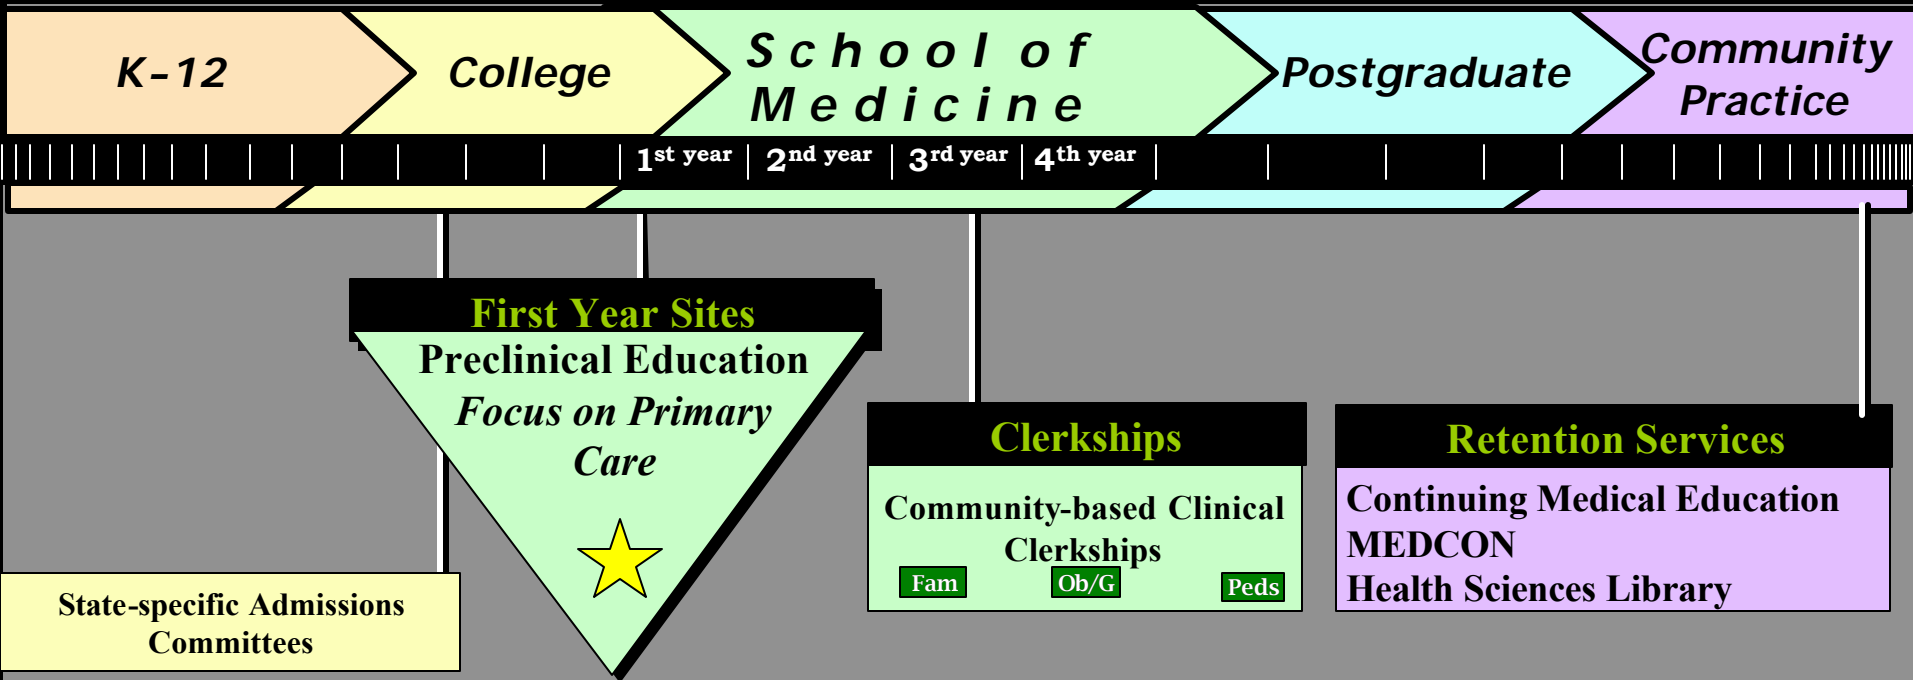 K-12
College
School of
Medicine
Postgraduate
Community
Practice
1st year
2nd year
3rd year
4th year
First Year Sites
Preclinical Education
Focus on Primary
Care
Clerkships
Community-based Clinical
Clerkships
Fam
Ob/G
Peds
Retention Services
Continuing Medical Education
MEDCON
Health Sciences Library
State-specific Admissions
Committees